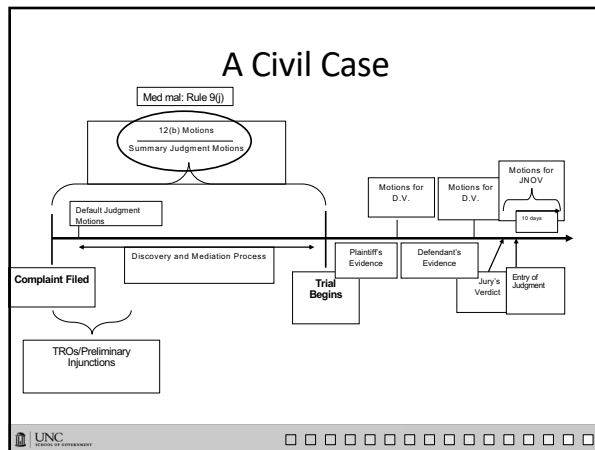 A Civil Case
Med mal: Rule 9(j)
12(b) Motions
Summary Judgment Motions
Motions for
JNOV
10 days
Motions for
D.V.
Motions for
D.V.
Default Judgment
Motions
Discovery and Mediation Process
Plaintiff's
Evidence
Defendant's
Evidence
Complaint Filed
Trial
Begins
Jury's
Verdict
Entry of
Judgment
TROs/Preliminary
Injunctions
UNC
SCHOOL OF GOVERNMENT